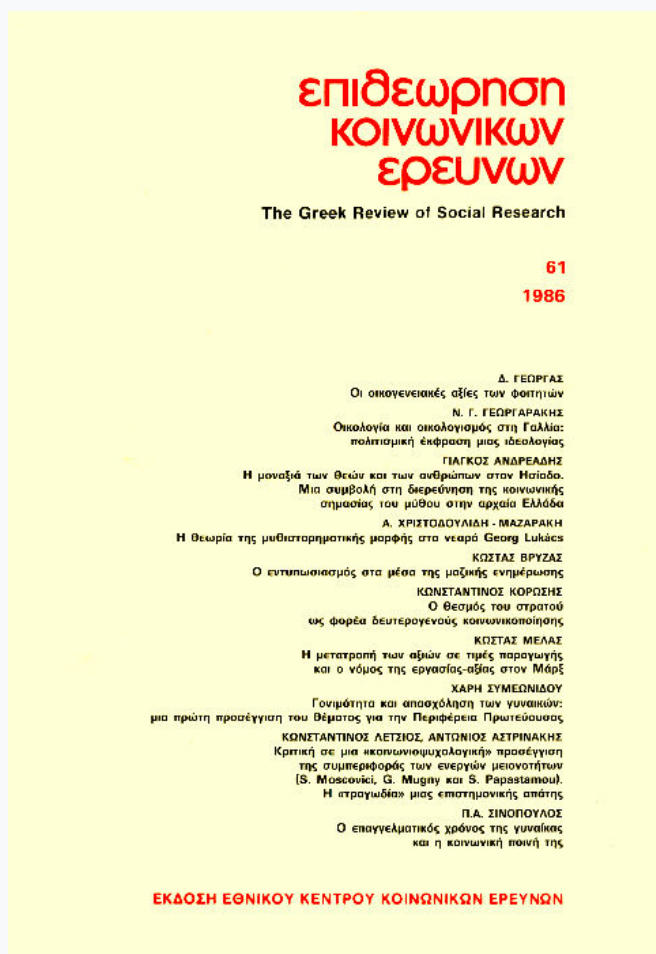 επιθεωρηση
κοινωνικων
ερευνων
The Greek Review of Social Research
61
1986
Δ. ΓΕΩΡΓΑΣ
Οι οικογενειακές αξίες των φοιτητών
Ν. Γ. ΓΕΩΡΓΑΡΑΚΗΣ
Οικολογία και οικολογισμός στη Γαλλία:
πολιτισμική έκφραση μιας ιδεολογίας
ΓΙΑΓΚΟΣ ΑΝΔΡΕΑΔΗΣ
Η μοναξιά των θεών και των ανθρώπων στον Ησίοδο.
Μια συμβολή στη διερεύνηση της κοινωνικής
σημασίας του μύθου στην αρχαία Ελλάδα
Α. ΧΡΙΣΤΟΔΟΥΛΙΔΗ - ΜΑΖΑΡΑΚΗ
Η θεωρία της μυθιστορηματικής μορφής στο νεαρό Georg Lukács
ΚΩΣΤΑΣ ΒΡΥΖΑΣ
Ο εντυπωσιασμός στα μέσα της μαζικής ενημέρωσης
ΚΩΝΣΤΑΝΤΙΝΟΣ ΚΟΡΩΣΗΣ
Ο θεσμός του στρατού
ως φορέα δευτερογενούς κοινωνικοποίησης
ΚΩΣΤΑΣ ΜΕΛΑΣ
Η μετατροπή των αξιών σε τιμές παραγωγής
και ο νόμος της εργασίας-αξίας στον Μάρξ
ΧΑΡΗ ΣΥΜΕΩΝΙΔΟΥ
Γονιμότητα και απασχόληση των γυναικών:
μια πρώτη προσέγγιση του θέματος για την Περιφέρεια Πρωτεύουσας
ΚΩΝΣΤΑΝΤΙΝΟΣ ΛΕΤΣΙΟΣ, ΑΝΤΩΝΙΟΣ ΑΣΤΡΙΝΑΚΗΣ
Κριτική σε μια «κοινωνιοψυχολογική» προσέγγιση
της συμπεριφοράς των ενεργών μειονοτήτων
(S. Moscovici, G. Mugny και S. Papastamou).
Η «τραγωδία» μιας επιστημονικής απάτης
Π.Α. ΣΙΝΟΠΟΥΛΟΣ
Ο επαγγελματικός χρόνος της γυναίκας
και η κοινωνική ποινή της
ΕΚΔΟΣΗ ΕΘΝΙΚΟΥ ΚΕΝΤΡΟΥ ΚΟΙΝΩΝΙΚΩΝ ΕΡΕΥΝΩΝ